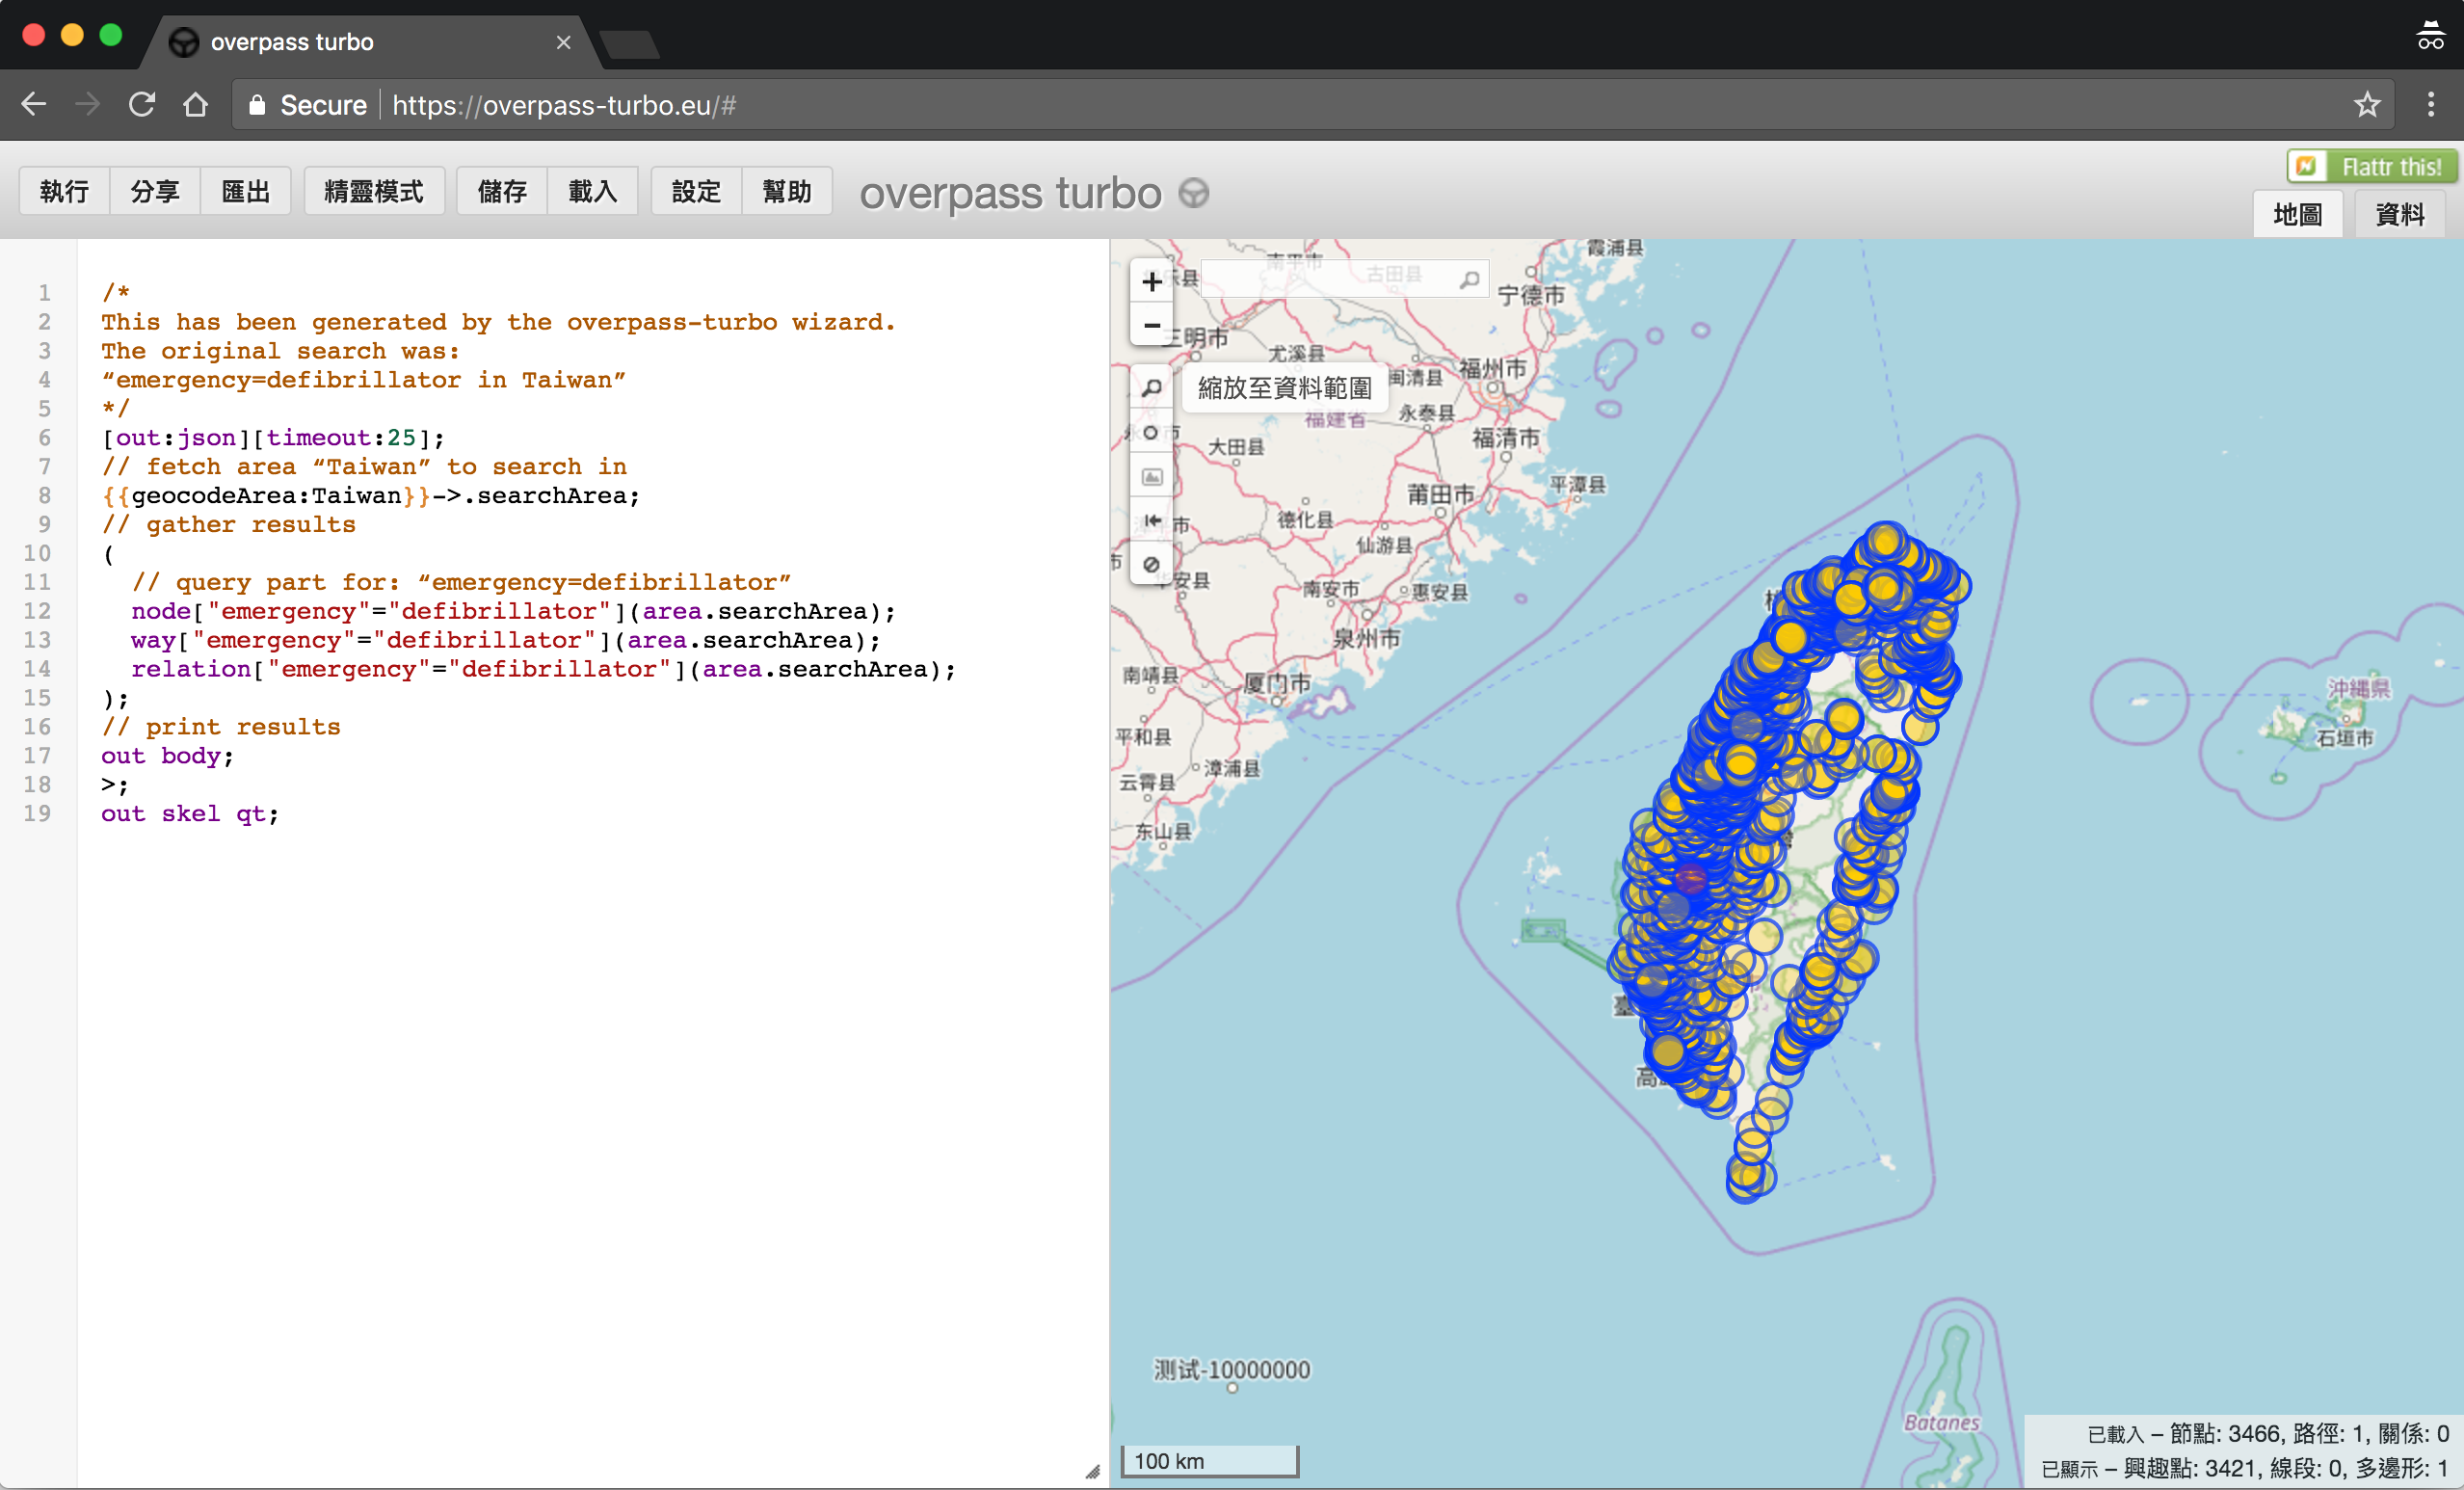 overpass turbo
Secure
https://overpass-turbo.eu/#
執行 分享 匯出 精靈模式 儲存 載入 設定 幫助
overpass turbo
Flattr this!
地圖 資料
1 /*
2 This has been generated by the overpass-turbo wizard.
3 The original search was:
4 “emergency=defibrillator in Taiwan”
5 */
6 [out:json][timeout:25];
7 // fetch area “Taiwan” to search in
8 {{geocodeArea:Taiwan}}->.searchArea;
9 // gather results
10 (
11 // query part for: “emergency=defibrillator”
12 node["emergency"="defibrillator"](area.searchArea);
13 way["emergency"="defibrillator"](area.searchArea);
14 relation["emergency"="defibrillator"](area.searchArea);
15 );
16 // print results
17 out body;
18 >;
19 out skel qt;
霞浦县
南平市
古田县
宁德市
三明市
尤溪县
福州市
縮放至資料範圍
闽清县
福建省
永泰县
大田县
福清市
平潭县
莆田市
德化县
仙游县
南安市
惠安县
泉州市
南靖县
厦门市
平和县
漳浦县
云霄县
东山县
沖縄県
石垣市
测试-10000000
Batanes
100 km
已載入 – 節點: 3466, 路徑: 1, 關係: 0
已顯示 – 興趣點: 3421, 線段: 0, 多邊形: 1